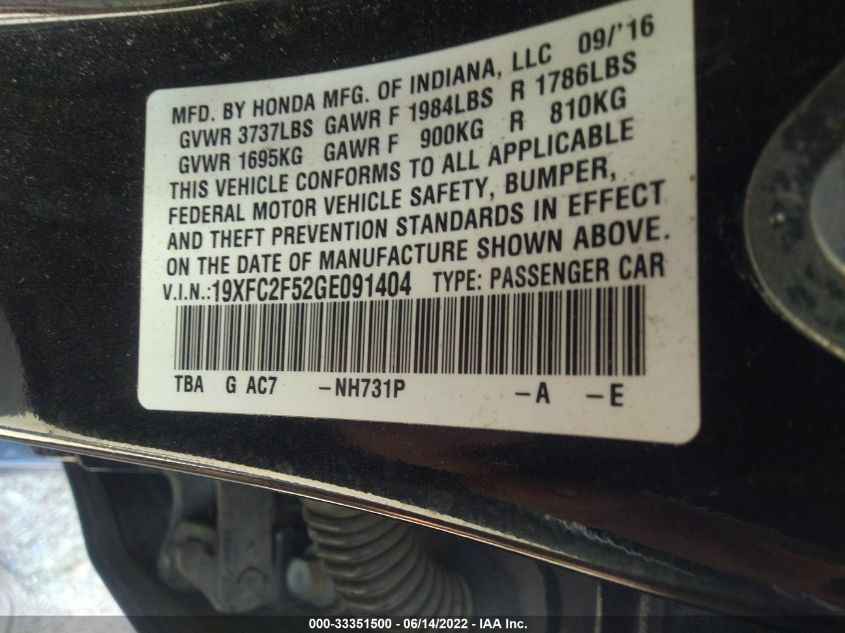 MFD. BY HONDA MFG. OF INDIANA, LLC 09/'16
GVWR 3737LBS GAWR F 1984LBS R 1786LBS
GVWR 1695KG GAWR F 900KG R 810KG
THIS VEHICLE CONFORMS TO ALL APPLICABLE
FEDERAL MOTOR VEHICLE SAFETY, BUMPER,
AND THEFT PREVENTION STANDARDS IN EFFECT
ON THE DATE OF MANUFACTURE SHOWN ABOVE.
V.I.N.:19XFC2F52GE091404 TYPE: PASSENGER CAR
TBA G AC7 –NH731P –A –E
000-33351500 - 06/14/2022 - IAA Inc.